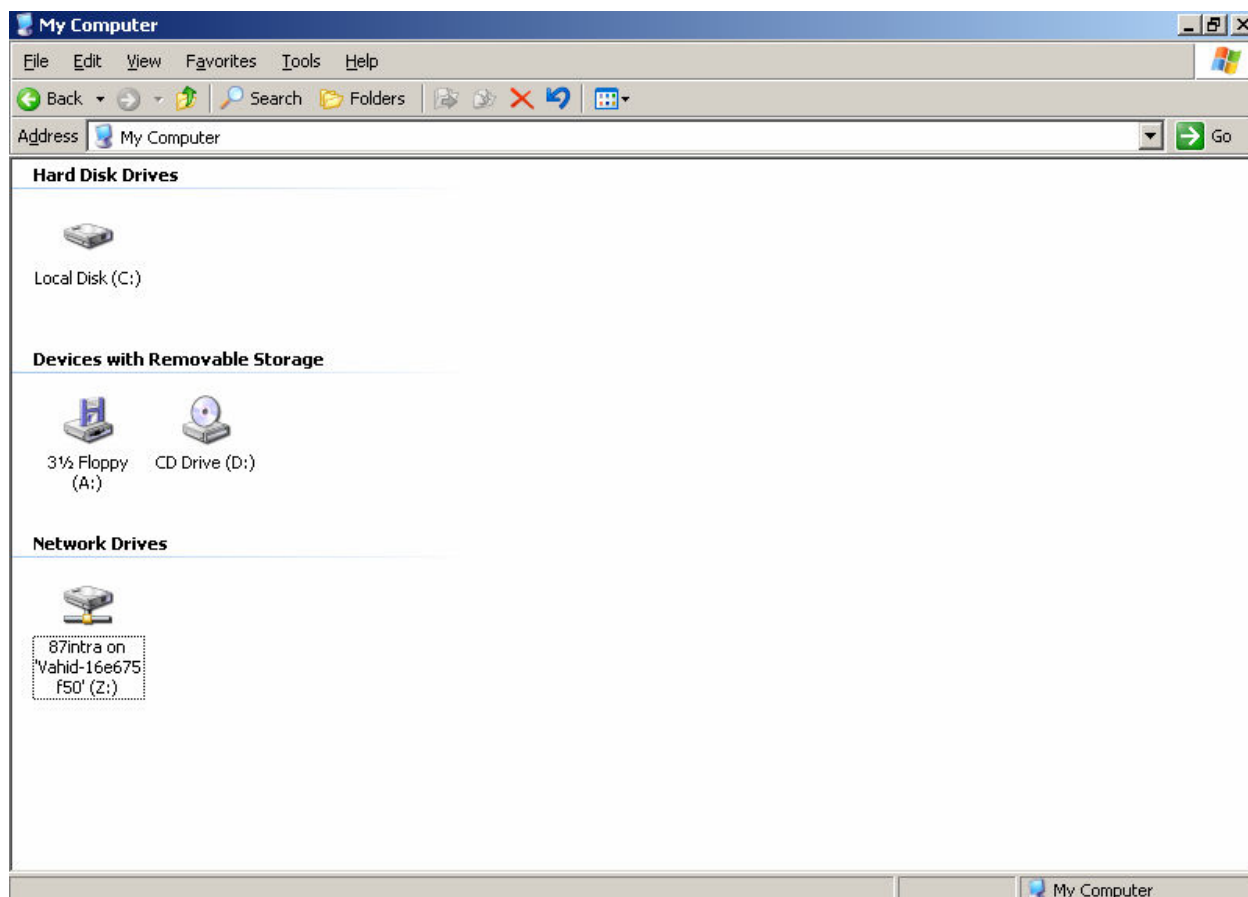 My Computer
File Edit View Favorites Tools Help
Back Search Folders
Address My Computer Go
Hard Disk Drives
Local Disk (C:)
Devices with Removable Storage
3½ Floppy
(A:)
CD Drive (D:)
Network Drives
87intra on
'Vahid-16e675
f50' (Z:)
My Computer